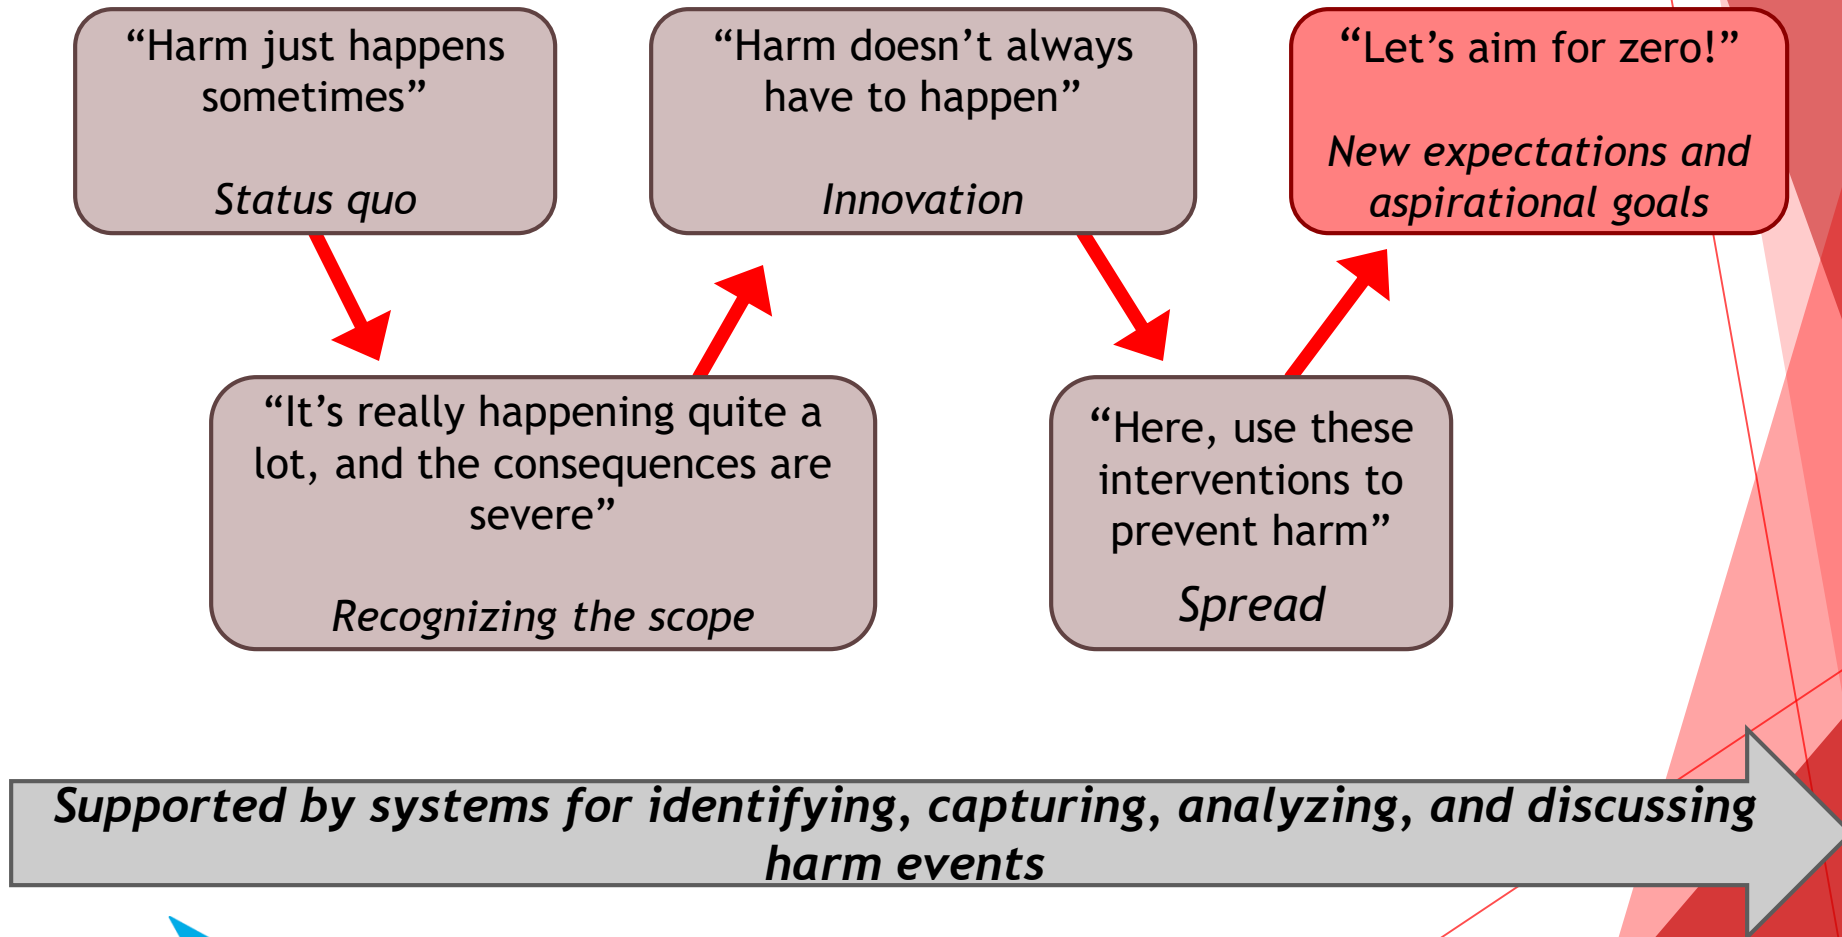 “Harm just happens
sometimes”
Status quo
“It’s really happening quite a
lot, and the consequences are
severe”
Recognizing the scope
“Harm doesn’t always
have to happen”
Innovation
“Here, use these
interventions to
prevent harm”
Spread
“Let’s aim for zero!”
New expectations and
aspirational goals
Supported by systems for identifying, capturing, analyzing, and discussing
harm events